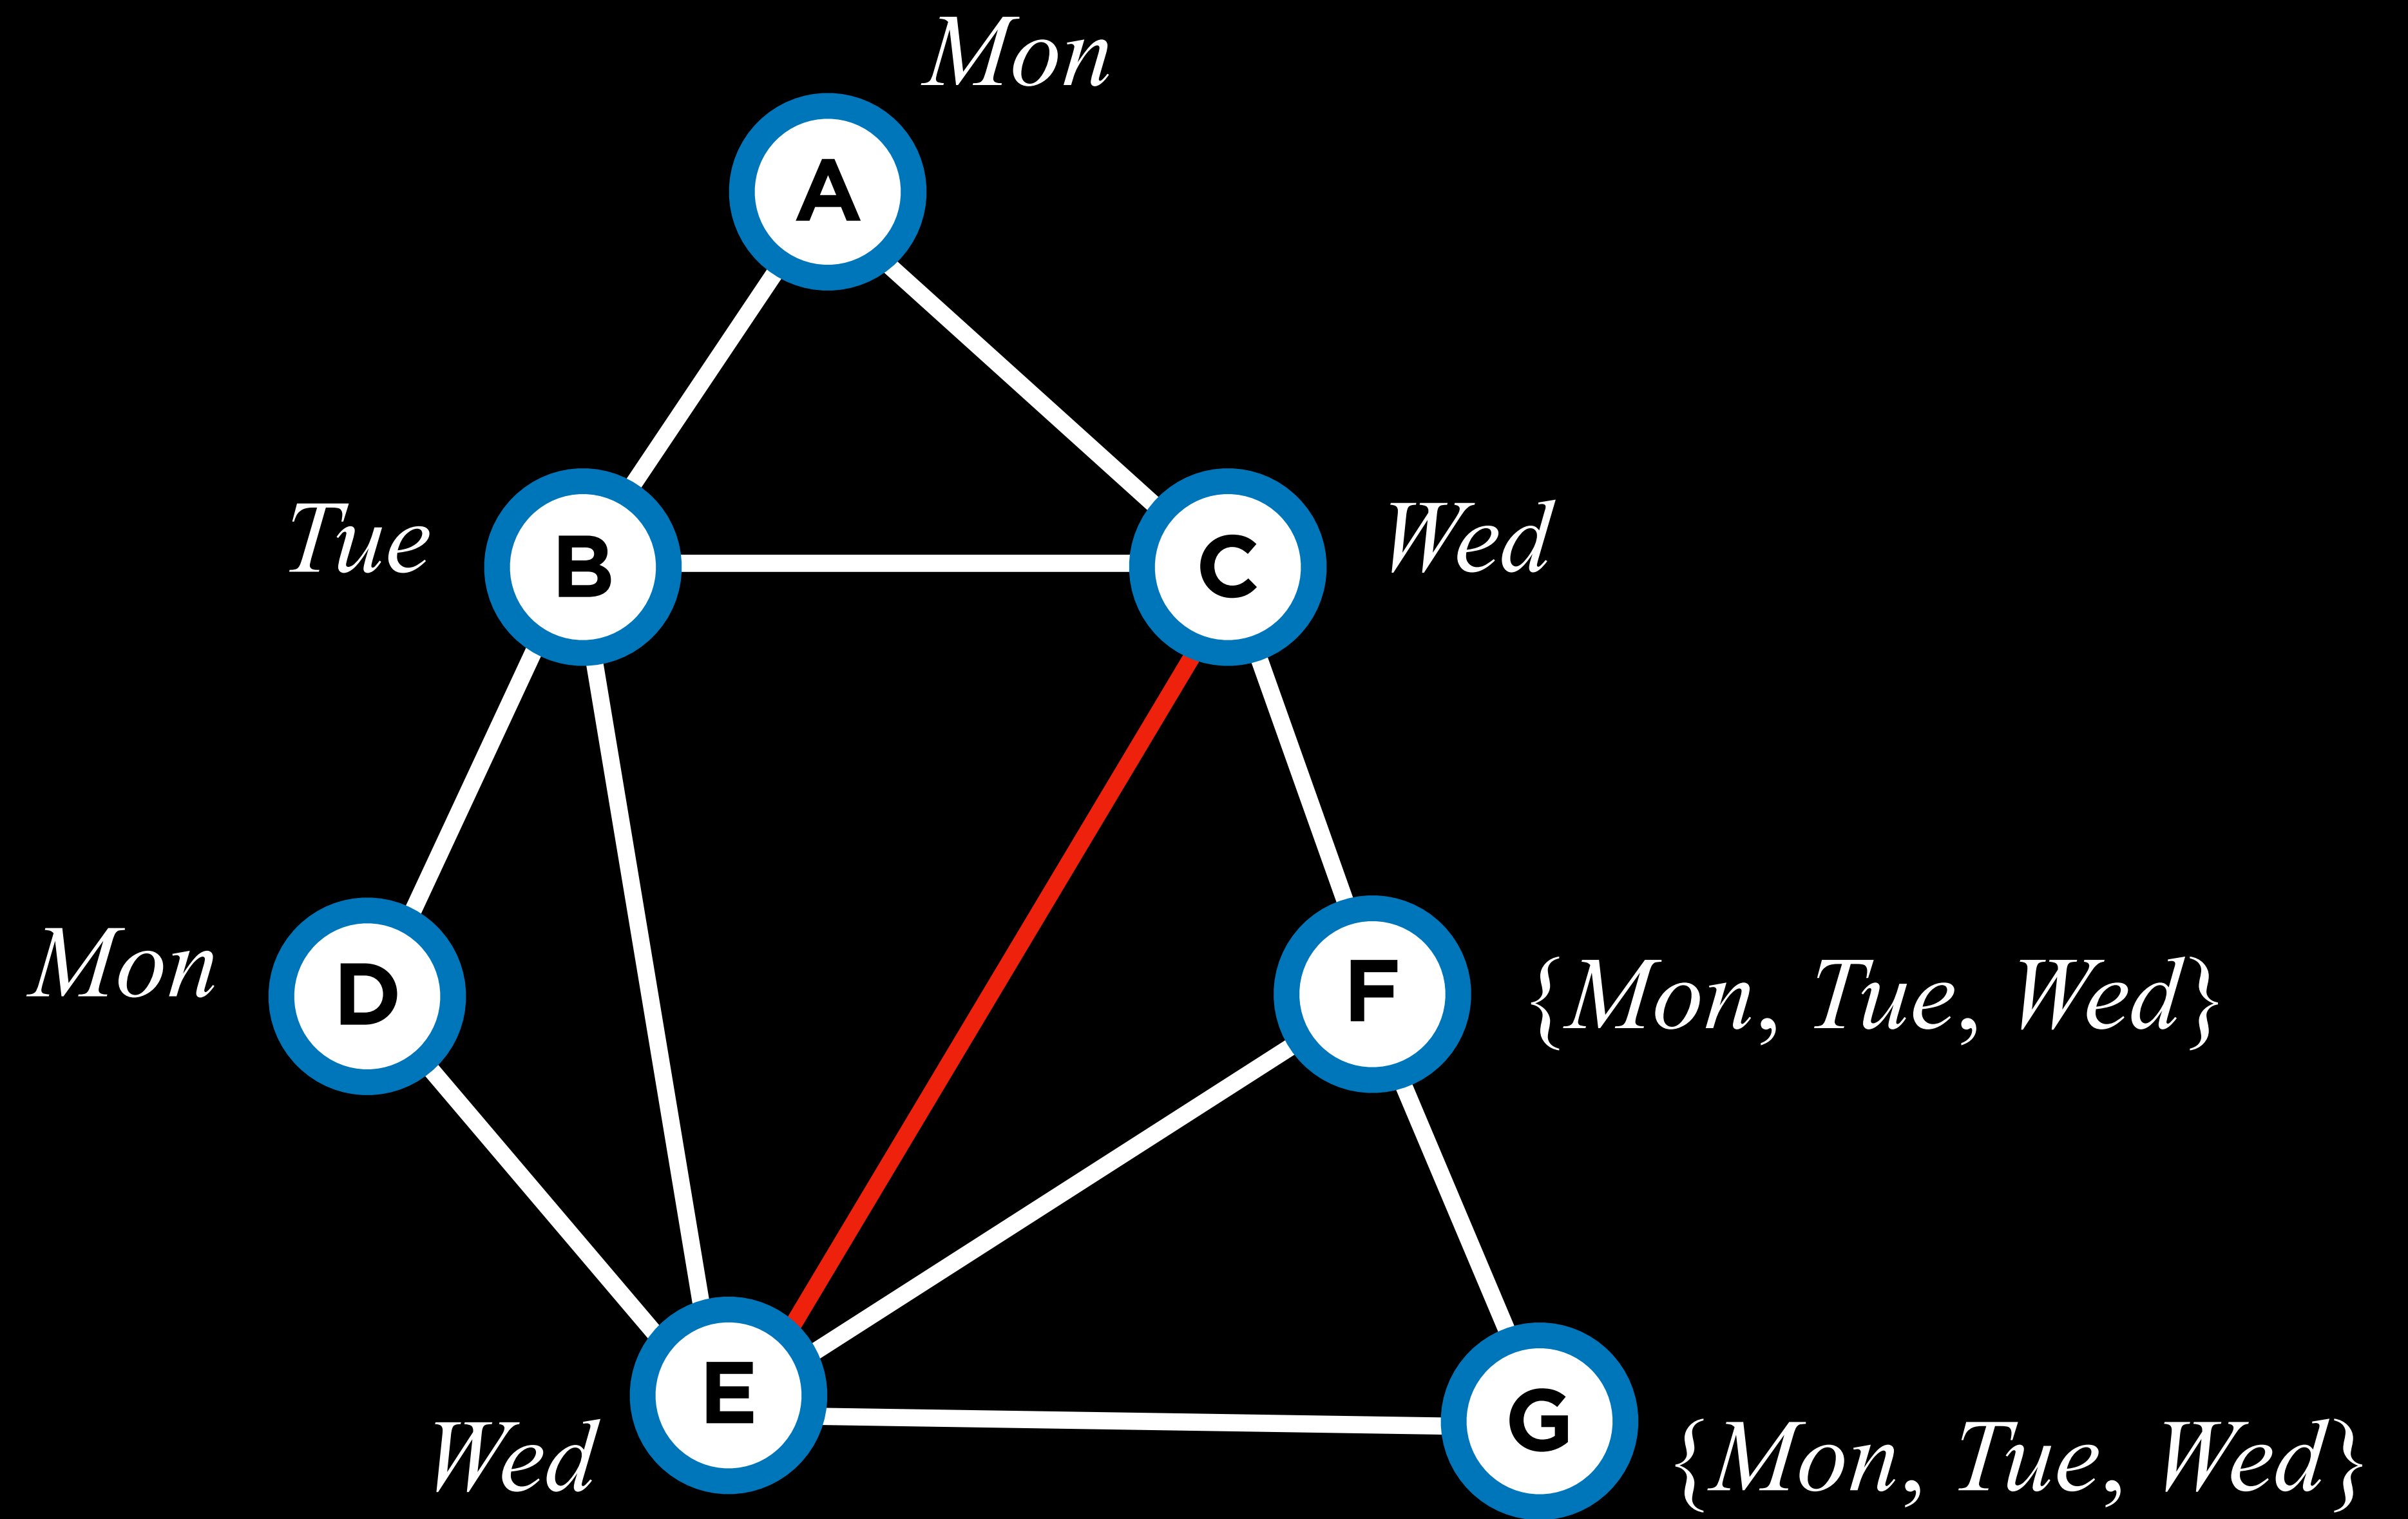 Mon
A
Tue
B
C
Wed
Mon
D
F
{Mon, Tue, Wed}
E
Wed
G
{Mon, Tue, Wed}